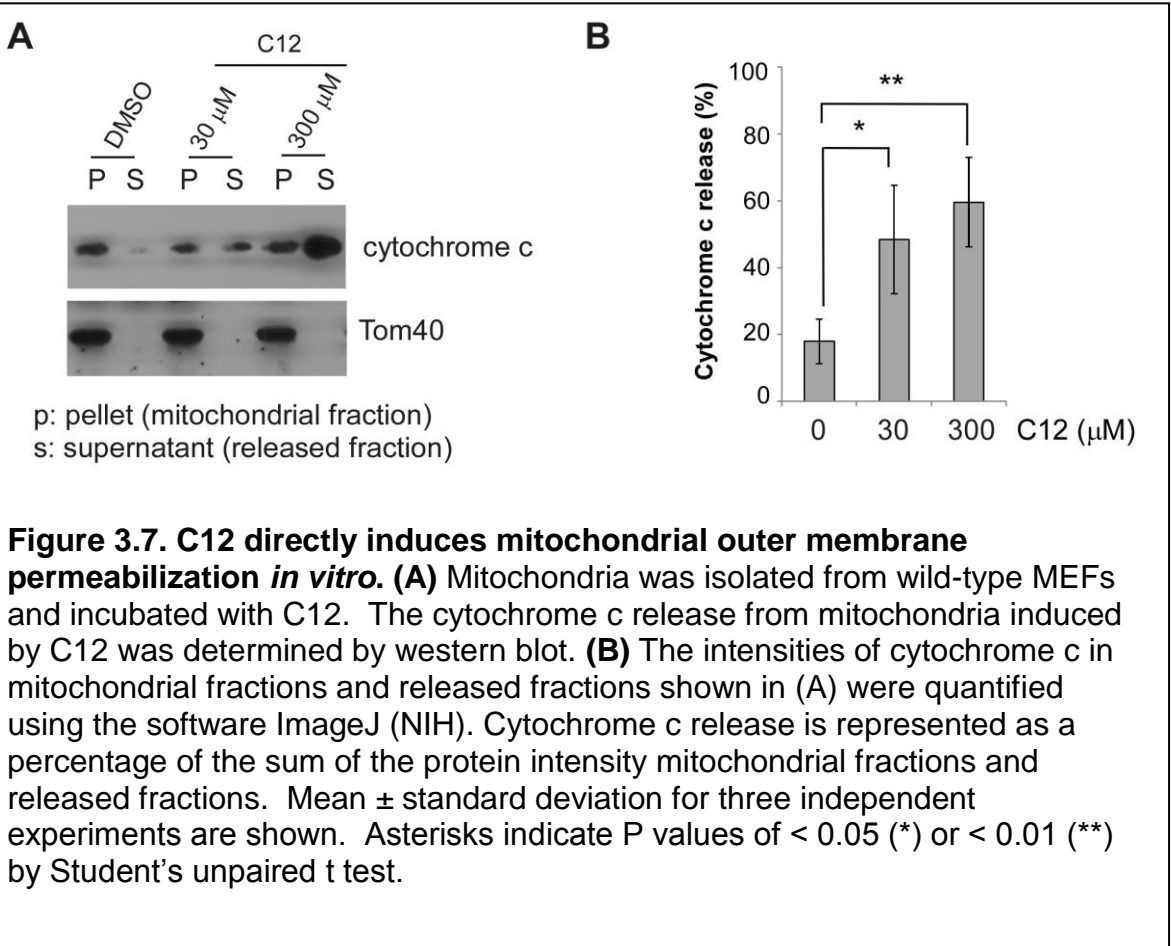 A
C12
DMSO
30 μM
300 μM
P S P S P S
cytochrome c
Tom40
p: pellet (mitochondrial fraction)
s: supernatant (released fraction)
B
Cytochrome c release (%)
100
80
60
40
20
0
*
**
0 30 300 C12 (μM)
Figure 3.7. C12 directly induces mitochondrial outer membrane
permeabilization in vitro. (A) Mitochondria was isolated from wild-type MEFs
and incubated with C12. The cytochrome c release from mitochondria induced
by C12 was determined by western blot. (B) The intensities of cytochrome c in
mitochondrial fractions and released fractions shown in (A) were quantified
using the software ImageJ (NIH). Cytochrome c release is represented as a
percentage of the sum of the protein intensity mitochondrial fractions and
released fractions. Mean ± standard deviation for three independent
experiments are shown. Asterisks indicate P values of < 0.05 (*) or < 0.01 (**)
by Student’s unpaired t test.